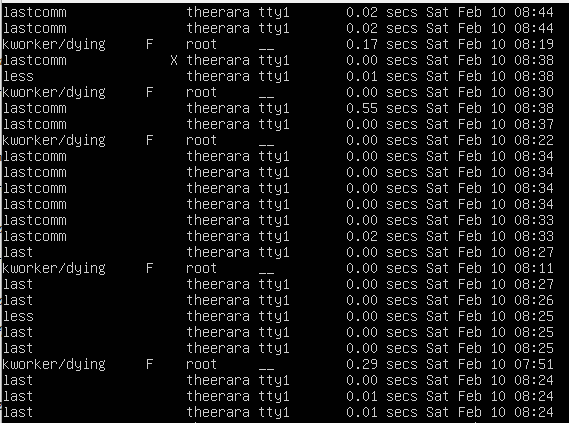 lastcomm theerara tty1 0.02 secs Sat Feb 10 08:44
lastcomm theerara tty1 0.02 secs Sat Feb 10 08:44
kworker/dying F root __ 0.17 secs Sat Feb 10 08:19
lastcomm X theerara tty1 0.00 secs Sat Feb 10 08:38
less theerara tty1 0.01 secs Sat Feb 10 08:38
kworker/dying F root __ 0.00 secs Sat Feb 10 08:30
lastcomm theerara tty1 0.55 secs Sat Feb 10 08:38
lastcomm theerara tty1 0.00 secs Sat Feb 10 08:37
kworker/dying F root __ 0.00 secs Sat Feb 10 08:22
lastcomm theerara tty1 0.00 secs Sat Feb 10 08:34
lastcomm theerara tty1 0.00 secs Sat Feb 10 08:34
lastcomm theerara tty1 0.00 secs Sat Feb 10 08:34
lastcomm theerara tty1 0.00 secs Sat Feb 10 08:34
lastcomm theerara tty1 0.00 secs Sat Feb 10 08:33
lastcomm theerara tty1 0.02 secs Sat Feb 10 08:33
last theerara tty1 0.00 secs Sat Feb 10 08:27
kworker/dying F root __ 0.00 secs Sat Feb 10 08:11
last theerara tty1 0.00 secs Sat Feb 10 08:27
last theerara tty1 0.00 secs Sat Feb 10 08:26
less theerara tty1 0.00 secs Sat Feb 10 08:25
last theerara tty1 0.00 secs Sat Feb 10 08:25
last theerara tty1 0.00 secs Sat Feb 10 08:25
kworker/dying F root __ 0.29 secs Sat Feb 10 07:51
last theerara tty1 0.00 secs Sat Feb 10 08:24
last theerara tty1 0.01 secs Sat Feb 10 08:24
last theerara tty1 0.01 secs Sat Feb 10 08:24